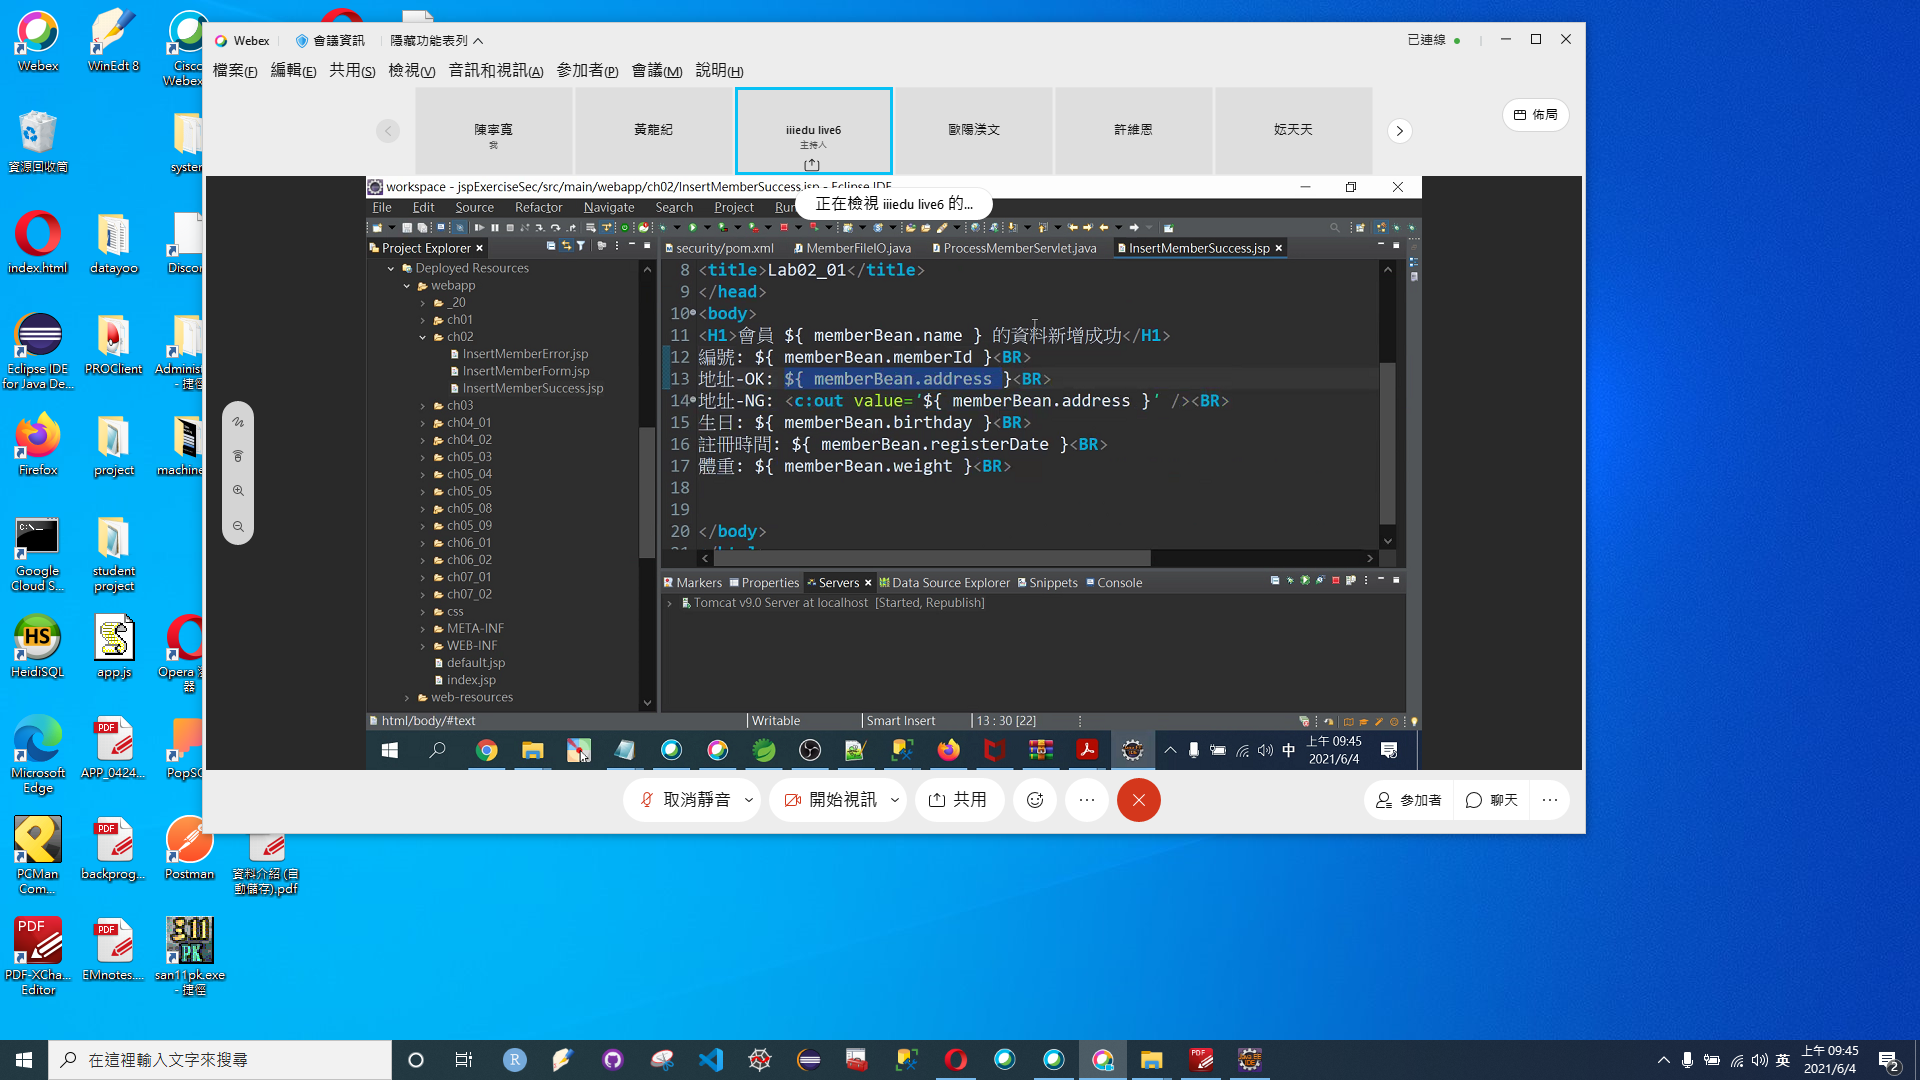 Webex
WinEdt 8
Cisco
Webex
資源回收筒
syster
index.html
datayoo
Discor
Eclipse IDE
for Java De...
PROClient
Administ
- 捷徑
Firefox
project
machine
Google
Cloud S...
student
project
HeidiSQL
app.js
Microsoft
Edge
APP_0424...
PopSC
PCMan
Com...
backprog...
Postman
資料介紹 (自
動儲存).pdf
PDF-XCha...
Editor
EMnotes....
san11pk.exe
- 捷徑
Webex
會議資訊
隱藏功能表列
已連線
檔案(F) 編輯(E) 共用(S) 檢視(V) 音訊和視訊(A) 參加者(P) 會議(M) 說明(H)
陳寧寬
我
黃龍紀
iiiedu live6
主持人
歐陽渼文
許維恩
妘天天
佈局
workspace - jspExerciseSec/src/main/webapp/ch02/InsertMemberSuccess.jsp - Eclipse IDE
正在檢視 iiiedu live6 的...
File Edit Source Refactor Navigate Search Project Run
Project Explorer
security/pom.xml
MemberFileIO.java
ProcessMemberServlet.java
InsertMemberSuccess.jsp
Deployed Resources
webapp
_20
ch01
ch02
InsertMemberError.jsp
InsertMemberForm.jsp
InsertMemberSuccess.jsp
ch03
ch04_01
ch04_02
ch05_03
ch05_04
ch05_05
ch05_08
ch05_09
ch06_01
ch06_02
ch07_01
ch07_02
css
META-INF
WEB-INF
default.jsp
index.jsp
web-resources
8 <title>Lab02_01</title>
9 </head>
10 <body>
11 <H1>會員 ${ memberBean.name } 的資料新增成功</H1>
12 編號: ${ memberBean.memberId }<BR>
13 地址-OK: ${ memberBean.address }<BR>
14 地址-NG: <c:out value='${ memberBean.address }' /><BR>
15 生日: ${ memberBean.birthday }<BR>
16 註冊時間: ${ memberBean.registerDate }<BR>
17 體重: ${ memberBean.weight }<BR>
18
19
20 </body>
Markers Properties Servers Data Source Explorer Snippets Console
Tomcat v9.0 Server at localhost [Started, Republish]
html/body/#text
Writable
Smart Insert
13 : 30 [22]
中
上午 09:45
2021/6/4
取消靜音
開始視訊
共用
參加者
聊天
在這裡輸入文字來搜尋
英
上午 09:45
2021/6/4
2